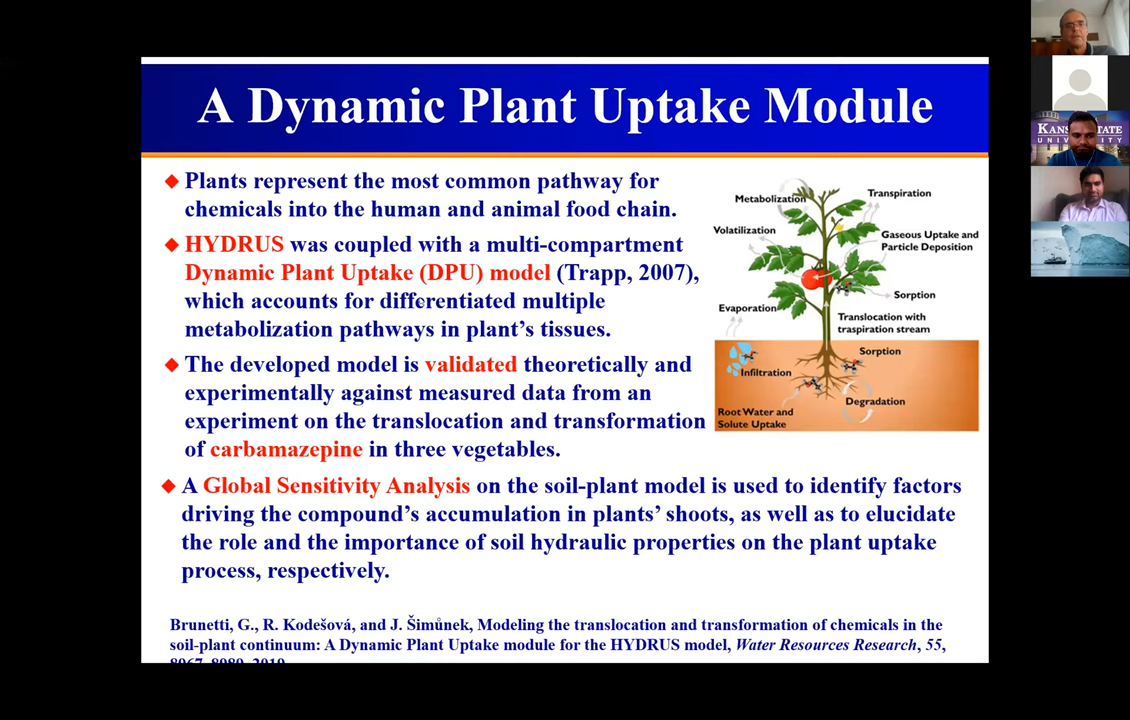 A Dynamic Plant Uptake Module
Plants represent the most common pathway for
chemicals into the human and animal food chain.
HYDRUS was coupled with a multi-compartment
Dynamic Plant Uptake (DPU) model (Trapp, 2007),
which accounts for differentiated multiple
metabolization pathways in plant's tissues.
The developed model is validated theoretically and
experimentally against measured data from an
experiment on the translocation and transformation
of carbamazepine in three vegetables.
A Global Sensitivity Analysis on the soil-plant model is used to identify factors
driving the compound's accumulation in plants' shoots, as well as to elucidate
the role and the importance of soil hydraulic properties on the plant uptake
process, respectively.
Metabolization
Transpiration
Volatilization
Gaseous Uptake and
Particle Deposition
Sorption
Evaporation
Translocation with
traspiration stream
Sorption
Infiltration
Degradation
Root Water and
Solute Uptake
Brunetti, G., R. Kodešová, and J. Šimůnek, Modeling the translocation and transformation of chemicals in the
soil-plant continuum: A Dynamic Plant Uptake module for the HYDRUS model, Water Resources Research, 55,
8967-8989, 2019